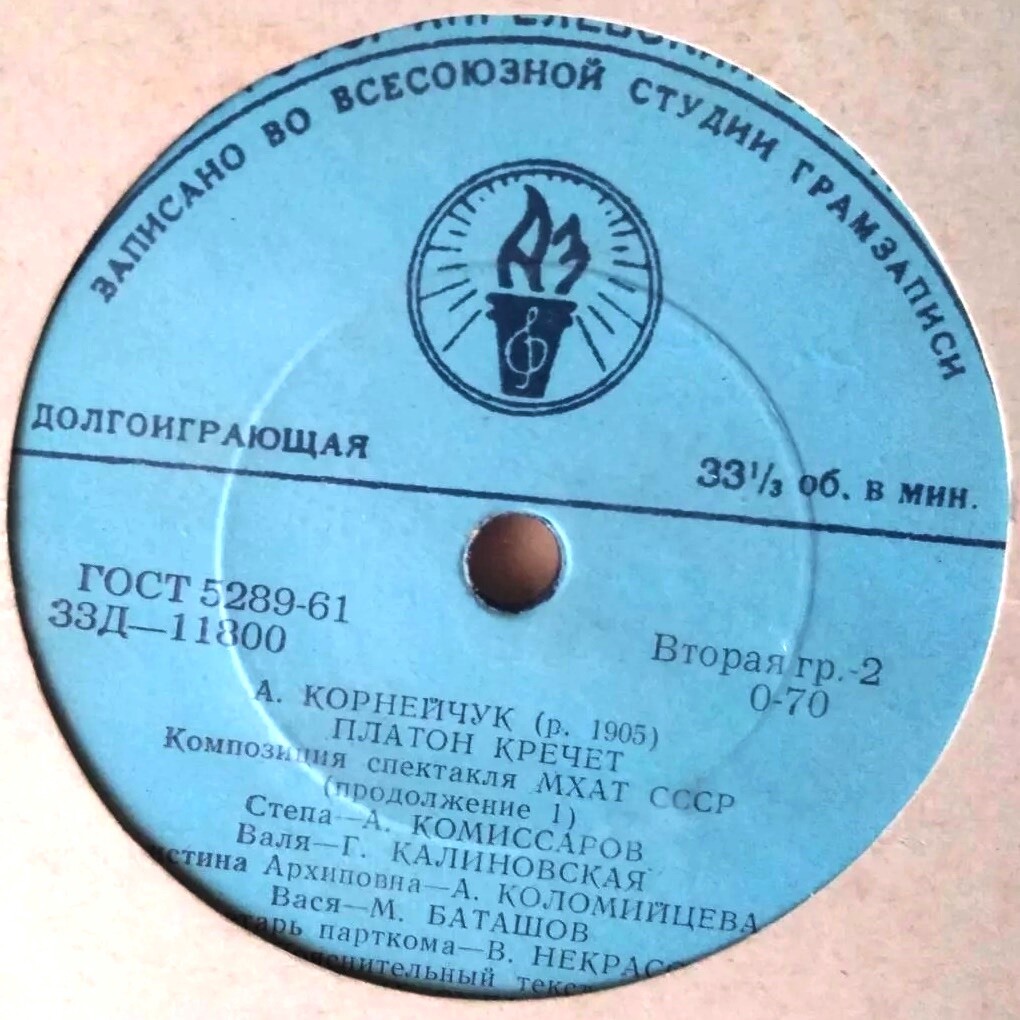 ЗАПИСАНО ВО ВСЕСОЮЗНОЙ СТУДИИ ГРАМЗАПИСИ
АЗ
ДОЛГОИГРАЮЩАЯ
33⅓ об. в мин.
ГОСТ 5289-61
33Д—11800
Вторая гр.-2
0-70
А. КОРНЕЙЧУК (р. 1905)
ПЛАТОН КРЕЧЕТ
Композиция спектакля МХАТ СССР
(продолжение 1)
Степа—А. КОМИССАРОВ
Валя—Г. КАЛИНОВСКАЯ
Архиповна—А. КОЛОМИЙЦЕВА
Вася—М. БАТАШОВ
парткома—В.